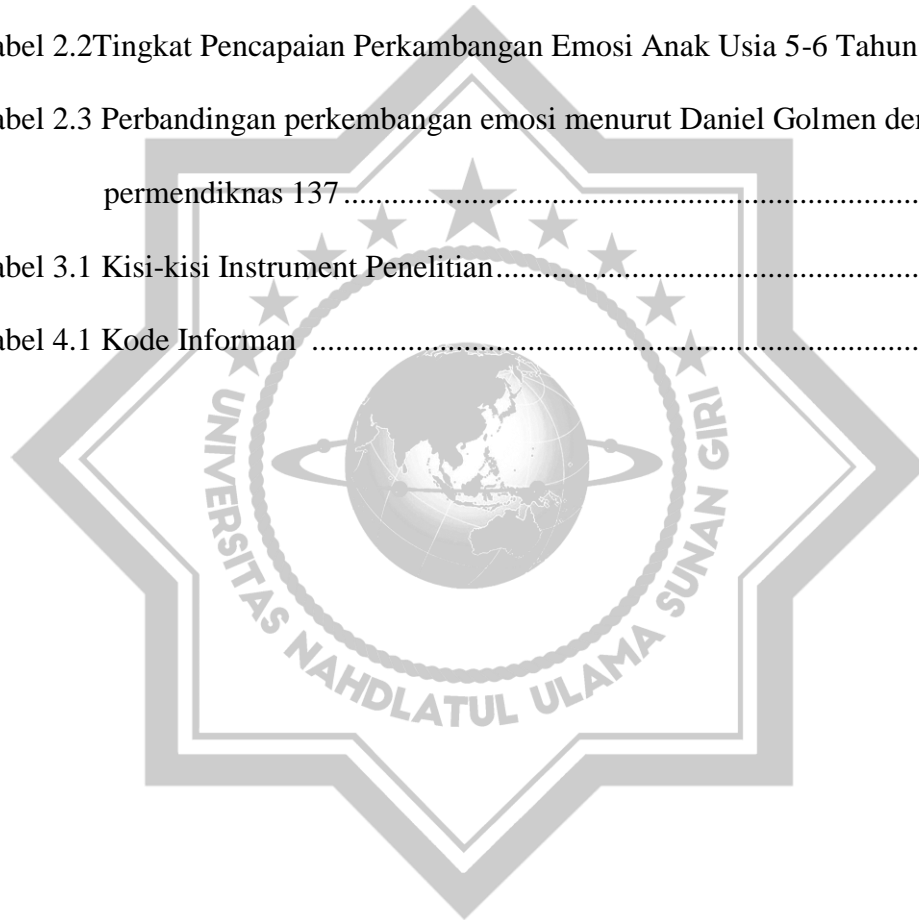 abel 2.2Tingkat Pencapaian Perkambangan Emosi Anak Usia 5-6 Tahun
abel 2.3 Perbandingan perkembangan emosi menurut Daniel Golmen der
permendiknas 137 ........................................................................
abel 3.1 Kisi-kisi Instrument Penelitian.....................................................
abel 4.1 Kode Informan ............................................................................
UNIVERSITAS NAHDLATUL ULAMA SUNAN GIRI